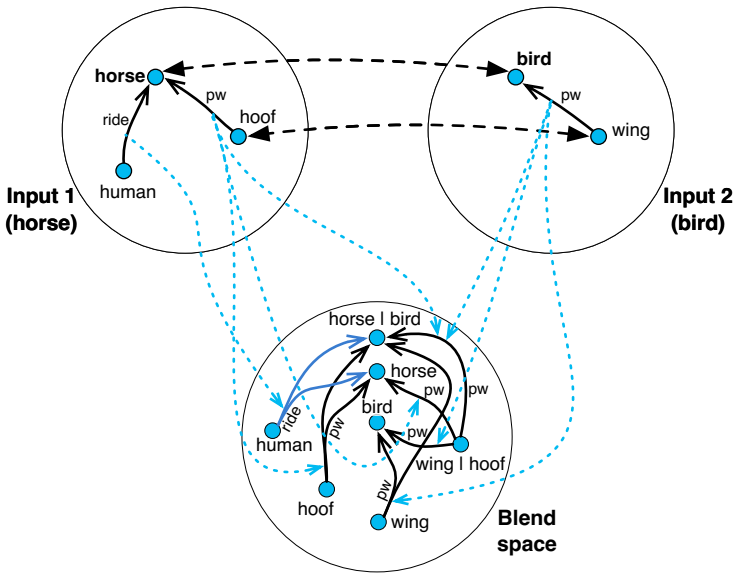 bird
horse
pw
pw
ride
hoof
wing
human
Input 1
(horse)
Input 2
(bird)
horse | bird
horse
pw
pw
bird
ride
pw
pw
human
wing | hoof
pw
hoof
wing
Blend
space